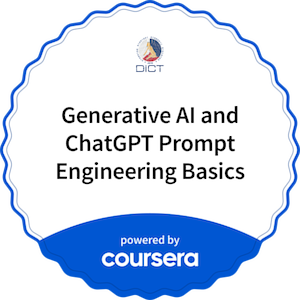 DICT
Generative AI and
ChatGPT Prompt
Engineering Basics
powered by
coursera